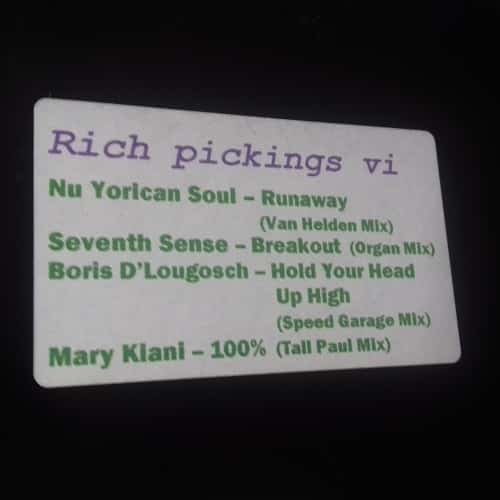 Rich pickings vi
Nu Yorican Soul – Runaway
(Van Helden Mix)
Seventh Sense – Breakout (Organ Mix)
Boris D'Lougosch – Hold Your Head
Up High
(Speed Garage Mix)
Mary Kiani – 100% (Tall Paul Mix)